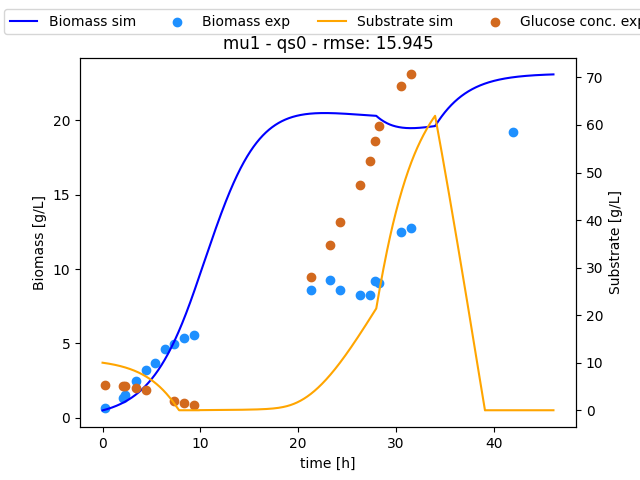 Biomass sim Biomass exp Substrate sim Glucose conc. exp
mu1 - qs0 - rmse: 15.945
Biomass [g/L]
0
5
10
15
20
0
10
20
30
40
50
60
70
Substrate [g/L]
0 10 20 30 40
time [h]